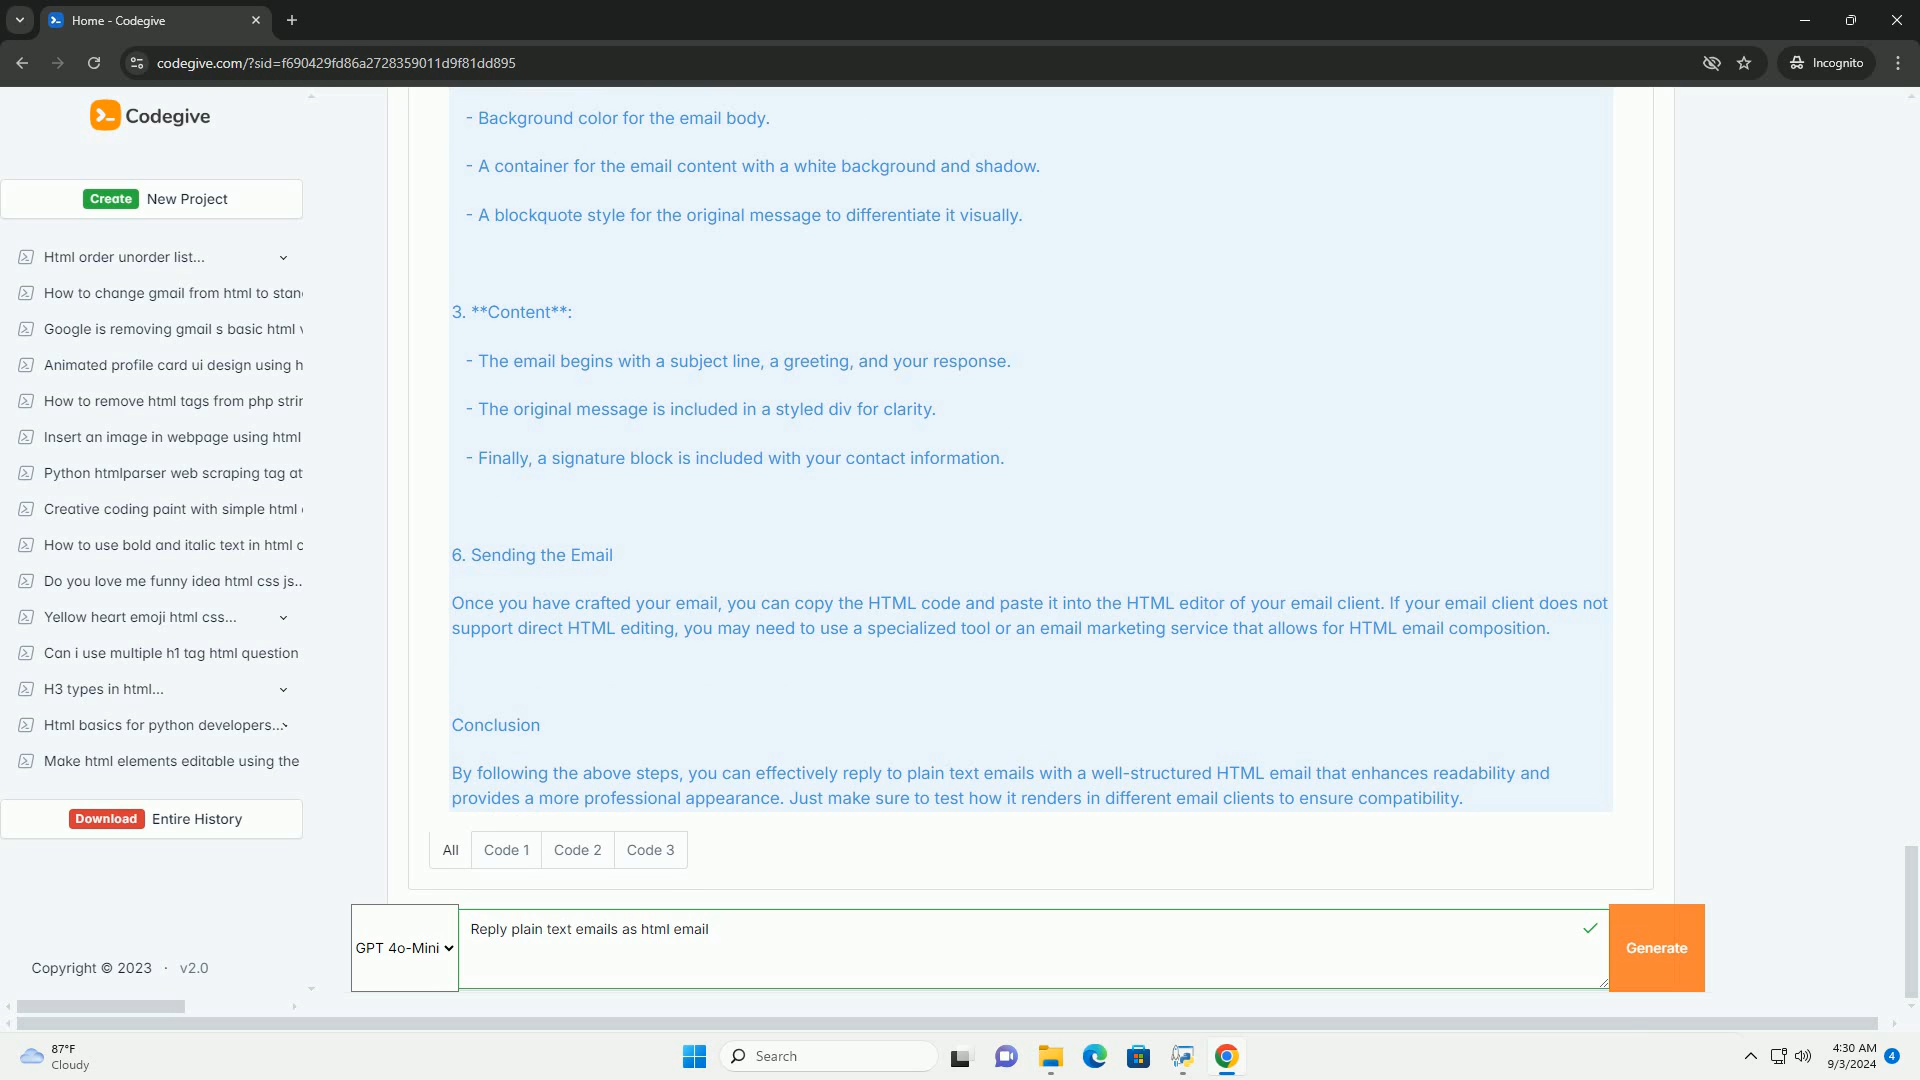 Home - Codegive
codegive.com/?sid=f690429fd86a2728359011d9f81dd895
Incognito
Codegive
Create New Project
Html order unorder list...
How to change gmail from html to stan
Google is removing gmail s basic html v
Animated profile card ui design using h
How to remove html tags from php strin
Insert an image in webpage using html
Python htmlparser web scraping tag at
Creative coding paint with simple html
How to use bold and italic text in html c
Do you love me funny idea html css js...
Yellow heart emoji html css...
Can i use multiple h1 tag html question
H3 types in html...
Html basics for python developers...
Make html elements editable using the
Download Entire History
Copyright © 2023 · v2.0
- Background color for the email body.
- A container for the email content with a white background and shadow.
- A blockquote style for the original message to differentiate it visually.
3. **Content**:
- The email begins with a subject line, a greeting, and your response.
- The original message is included in a styled div for clarity.
- Finally, a signature block is included with your contact information.
6. Sending the Email
Once you have crafted your email, you can copy the HTML code and paste it into the HTML editor of your email client. If your email client does not
support direct HTML editing, you may need to use a specialized tool or an email marketing service that allows for HTML email composition.
Conclusion
By following the above steps, you can effectively reply to plain text emails with a well-structured HTML email that enhances readability and
provides a more professional appearance. Just make sure to test how it renders in different email clients to ensure compatibility.
All Code 1 Code 2 Code 3
GPT 4o-Mini
Reply plain text emails as html email
Generate
87°F
Cloudy
Search
4:30 AM
9/3/2024
4